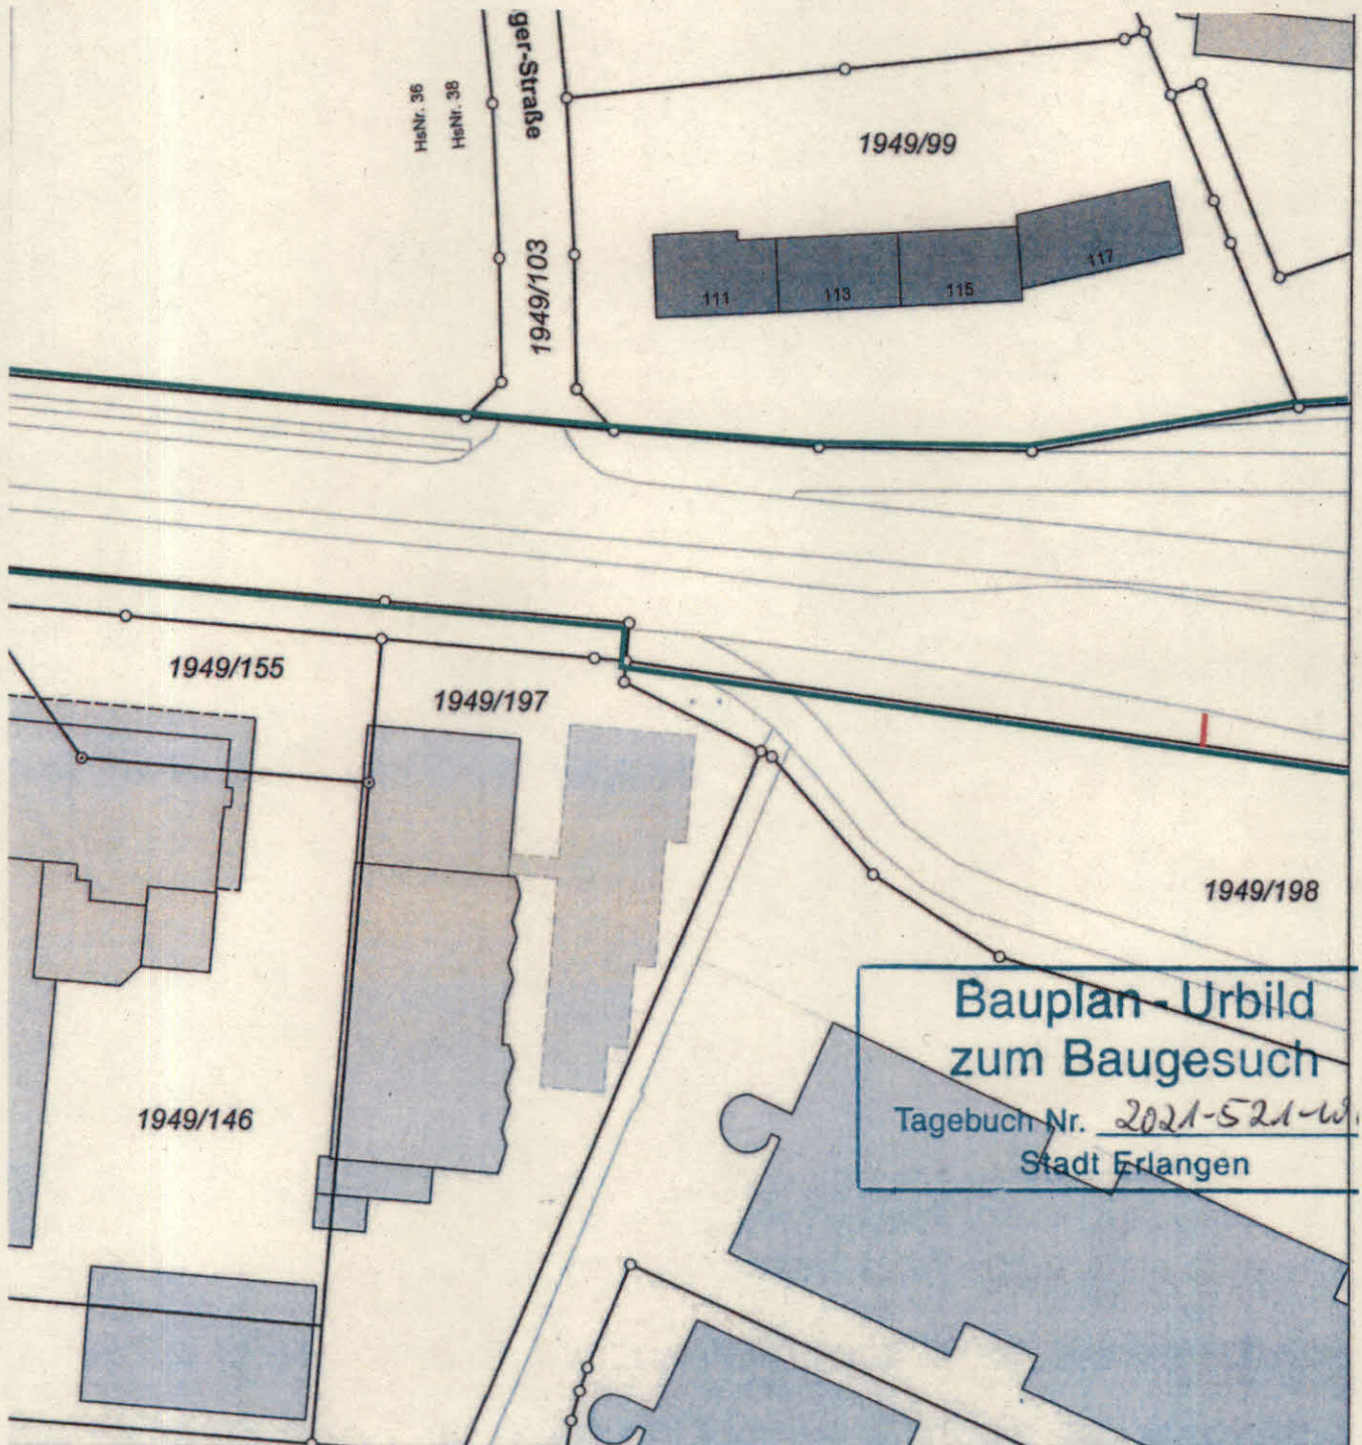 ger-Straße
HsNr. 36
HsNr. 38
1949/99
1949/103
111
113
115
117
1949/155
1949/197
1949/198
Bauplan - Urbild
zum Baugesuch
Tagebuch Nr. 2021-521-
Stadt Erlangen
1949/146